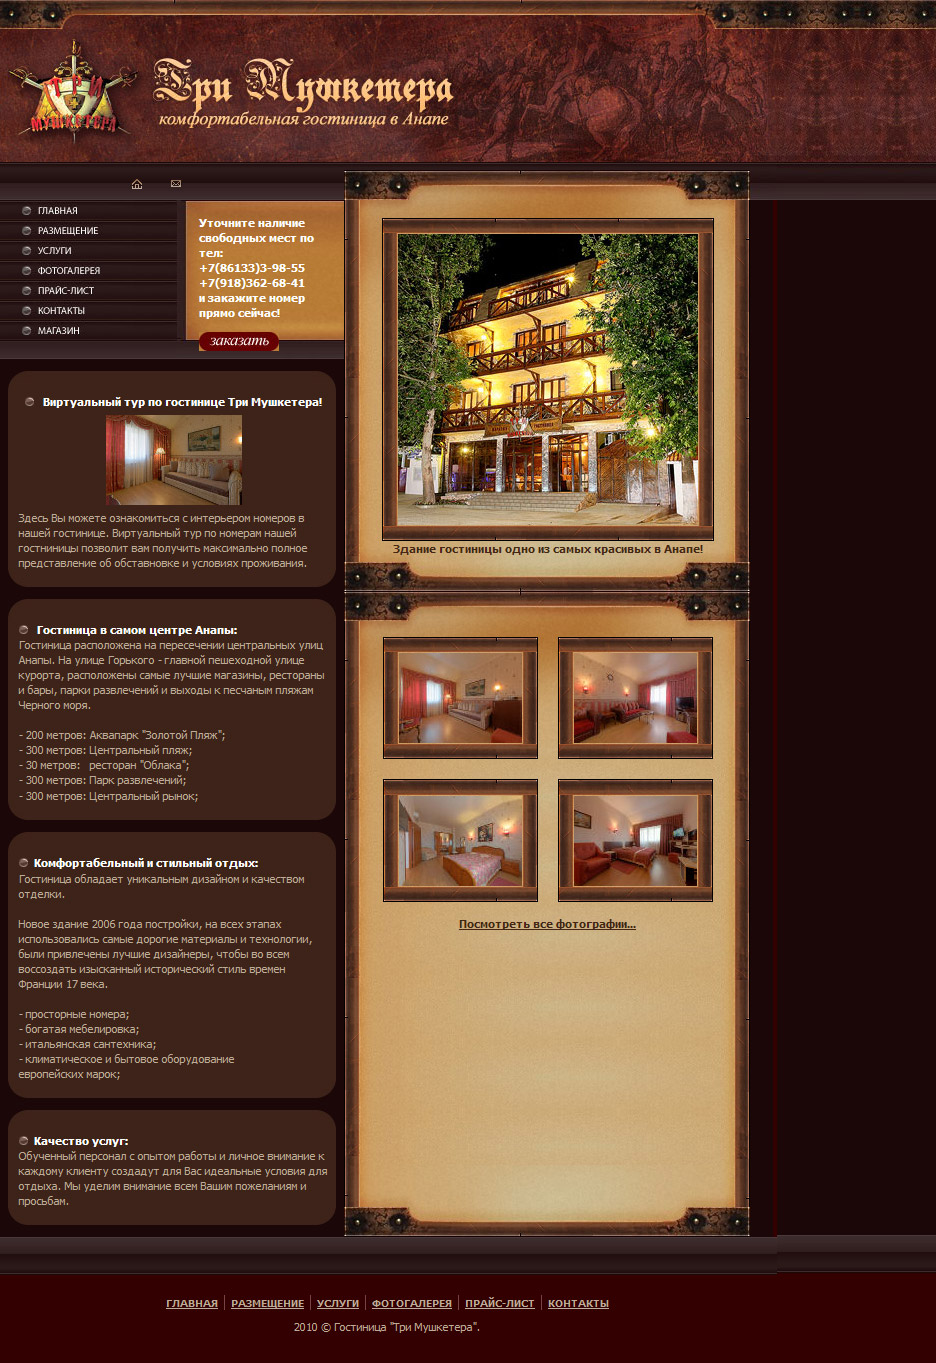 ТРИ
МУШКЕТЕРА
Три Мушкетера
комфортабельная гостиница в Анапе
ГЛАВНАЯ
РАЗМЕЩЕНИЕ
УСЛУГИ
ФОТОГАЛЕРЕЯ
ПРАЙС-ЛИСТ
КОНТАКТЫ
МАГАЗИН
Уточните наличие
свободных мест по
тел:
+7(86133)3-98-55
+7(918)362-68-41
и закажите номер
прямо сейчас!
заказать
Виртуальный тур по гостинице Три Мушкетера!
Здесь Вы можете ознакомиться с интерьером номеров в
нашей гостинице. Виртуальный тур по номерам нашей
гостниницы позволит вам получить максимально полное
представление об обставновке и условиях проживания.
Гостиница в самом центре Анапы:
Гостиница расположена на пересечении центральных улиц
Анапы. На улице Горького - главной пешеходной улице
курорта, расположены самые лучшие магазины, рестораны
и бары, парки развлечений и выходы к песчаным пляжам
Черного моря.
- 200 метров: Аквапарк "Золотой Пляж";
- 300 метров: Центральный пляж;
- 30 метров: ресторан "Облака";
- 300 метров: Парк развлечений;
- 300 метров: Центральный рынок;
Комфортабельный и стильный отдых:
Гостиница обладает уникальным дизайном и качеством
отделки.
Новое здание 2006 года постройки, на всех этапах
использовались самые дорогие материалы и технологии,
были привлечены лучшие дизайнеры, чтобы во всем
воссоздать изысканный исторический стиль времен
Франции 17 века.
- просторные номера;
- богатая мебелировка;
- итальянская сантехника;
- климатическое и бытовое оборудование
европейских марок;
Качество услуг:
Обученный персонал с опытом работы и личное внимание к
каждому клиенту создадут для Вас идеальные условия для
отдыха. Мы уделим внимание всем Вашим пожеланиям и
просьбам.
Здание гостиницы одно из самых красивых в Анапе!
Посмотреть все фотографии...
ГЛАВНАЯ РАЗМЕЩЕНИЕ УСЛУГИ ФОТОГАЛЕРЕЯ ПРАЙС-ЛИСТ КОНТАКТЫ
2010 © Гостиница "Три Мушкетера".